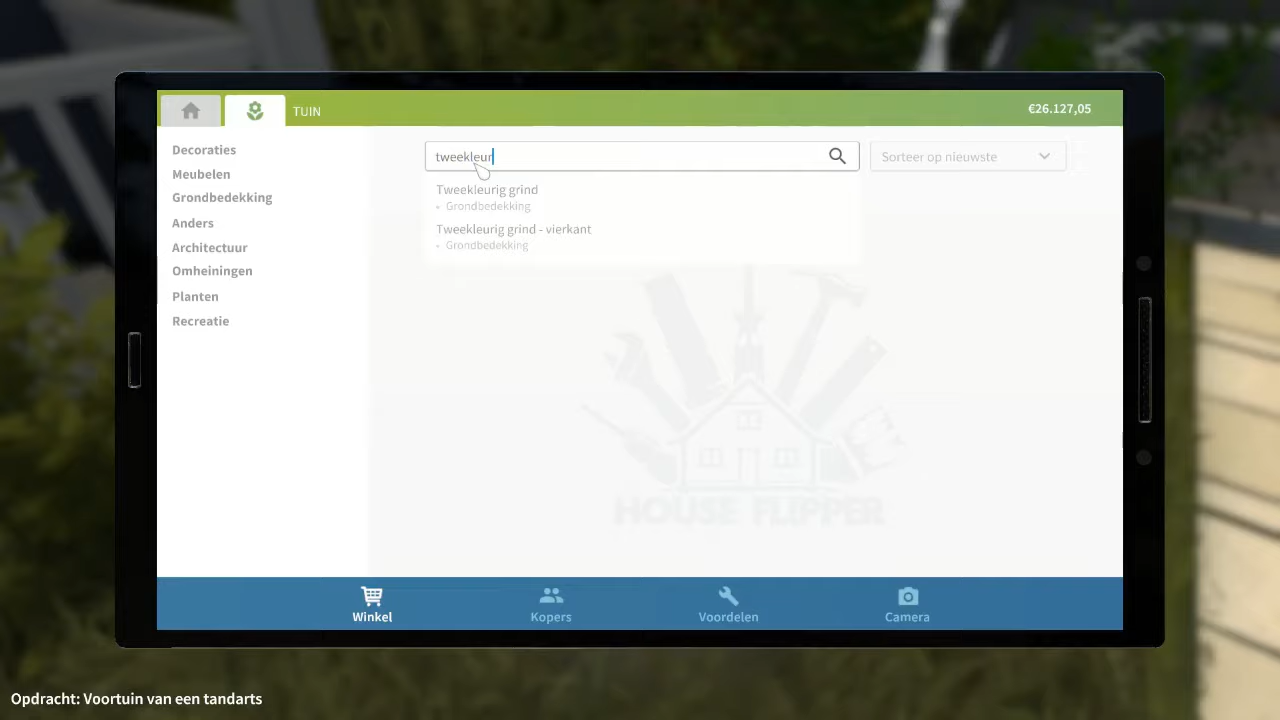 TUIN
€26.127,05
Decoraties
Meubelen
Grondbedekking
Anders
Architectuur
Omheiningen
Planten
Recreatie
tweekleur
Sorteer op nieuwste
Tweekleurig grind
• Grondbedekking
Tweekleurig grind - vierkant
• Grondbedekking
HOUSE FLIPPER
Winkel
Kopers
Voordelen
Camera
Opdracht: Voortuin van een tandarts